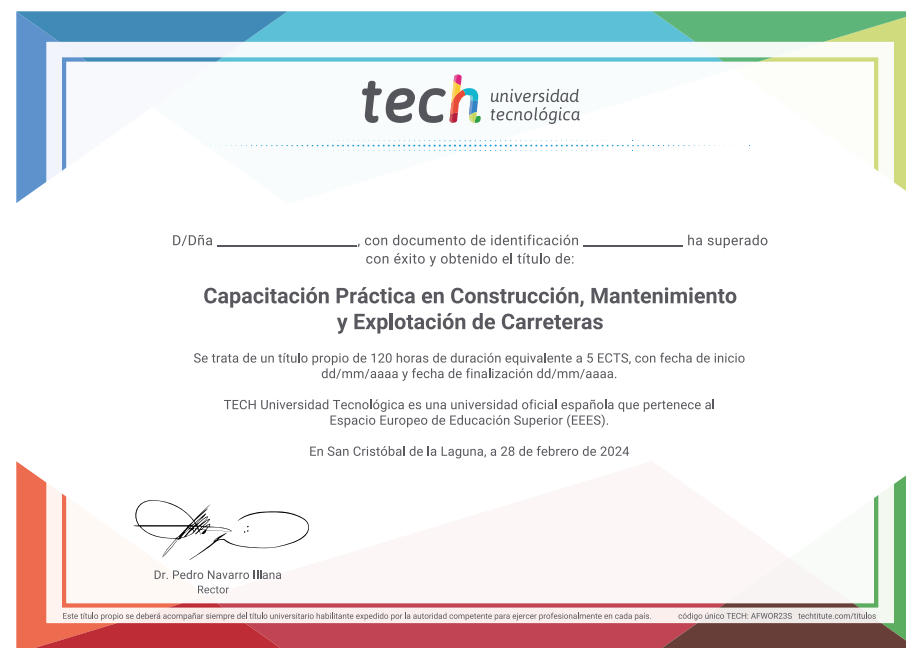 tech universidad
tecnológica
D/Dña ____________________, con documento de identificación ______________ ha superado
con éxito y obtenido el título de:
Capacitación Práctica en Construcción, Mantenimiento
y Explotación de Carreteras
Se trata de un título propio de 120 horas de duración equivalente a 5 ECTS, con fecha de inicio
dd/mm/aaaa y fecha de finalización dd/mm/aaaa.
TECH Universidad Tecnológica es una universidad oficial española que pertenece al
Espacio Europeo de Educación Superior (EEES).
En San Cristóbal de la Laguna, a 28 de febrero de 2024
Dr. Pedro Navarro Illana
Rector
Este título propio se deberá acompañar siempre del título universitario habilitante expedido por la autoridad competente para ejercer profesionalmente en cada país. código único TECH: AFWOR23S techtitute.com/titulos